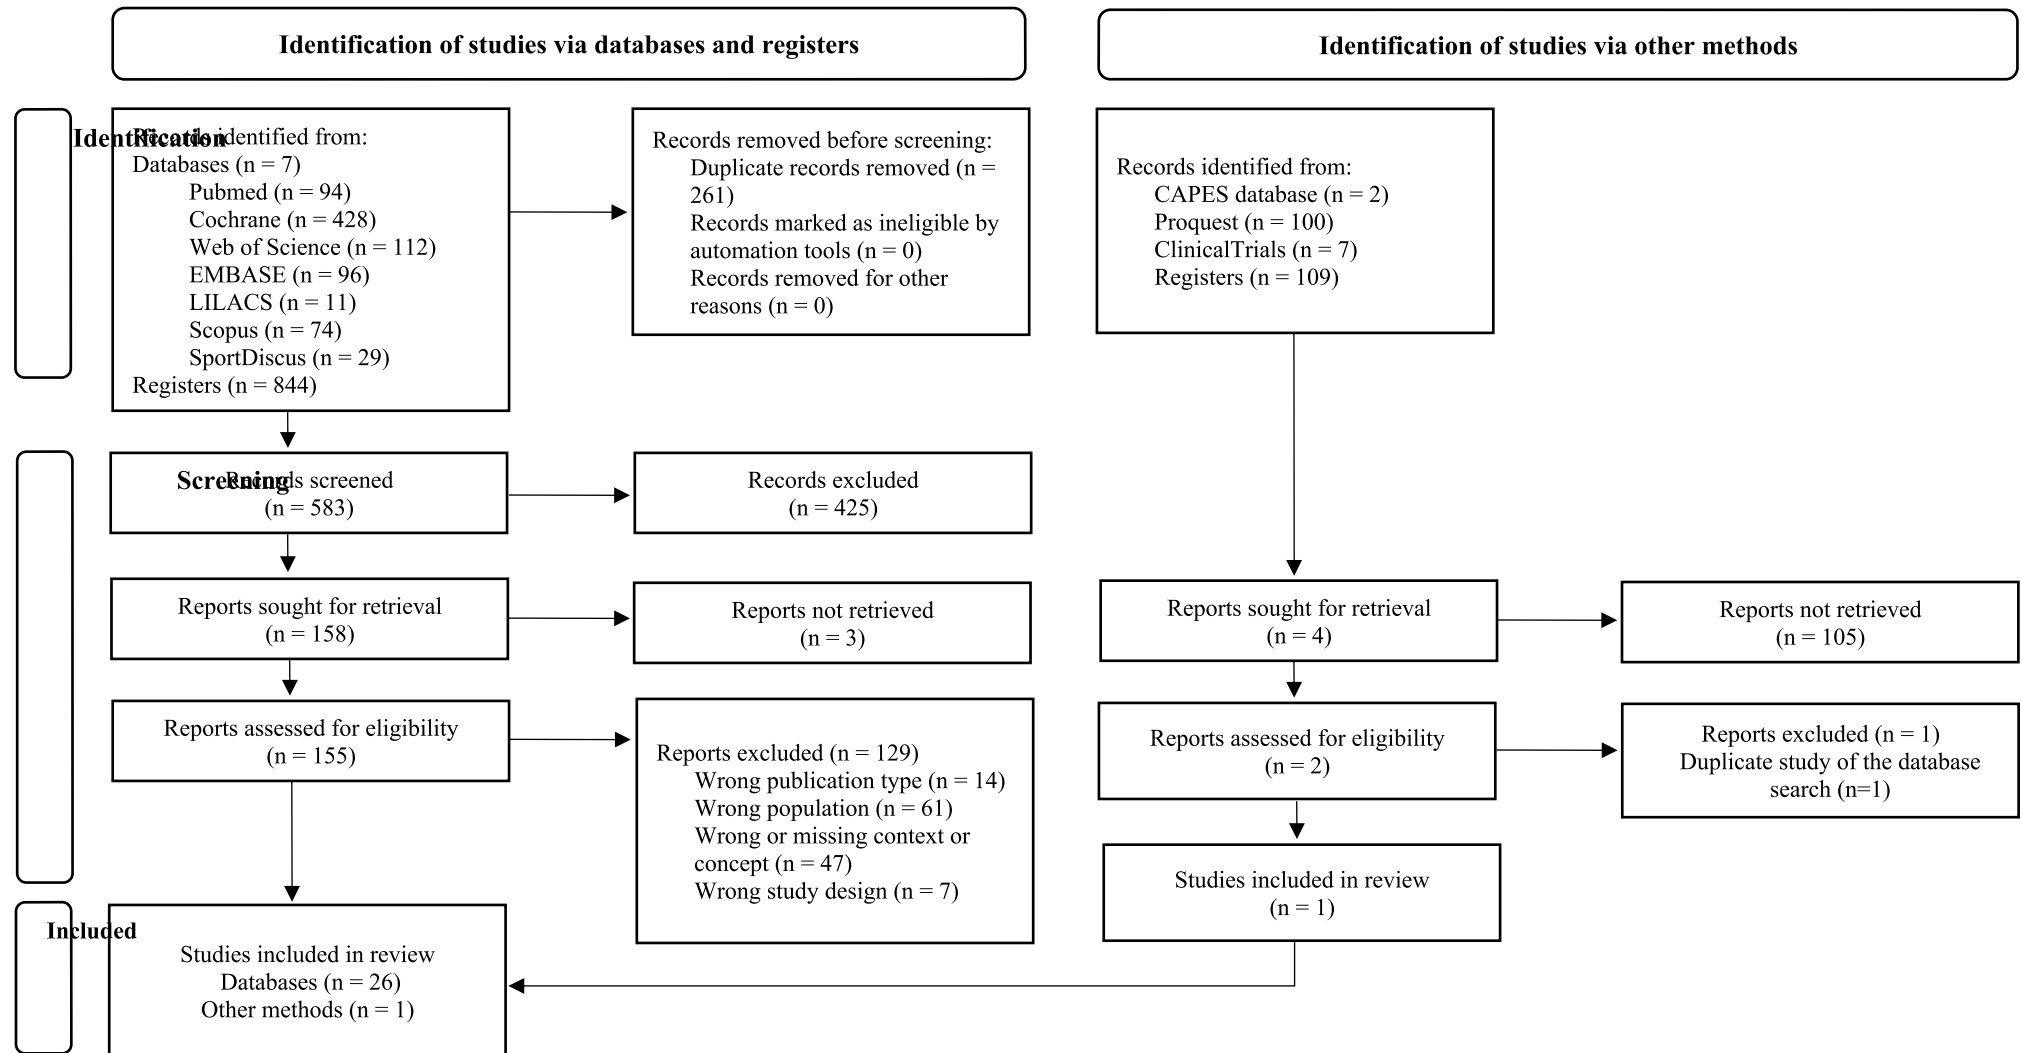 Identification of studies via databases and registers
Identification of studies via other methods
Identification
Records identified from:
Databases (n = 7)
Pubmed (n = 94)
Cochrane (n = 428)
Web of Science (n = 112)
EMBASE (n = 96)
LILACS (n = 11)
Scopus (n = 74)
SportDiscus (n = 29)
Registers (n = 844)
Records removed before screening:
Duplicate records removed (n =
261)
Records marked as ineligible by
automation tools (n = 0)
Records removed for other
reasons (n = 0)
Records identified from:
CAPES database (n = 2)
Proquest (n = 100)
ClinicalTrials (n = 7)
Registers (n = 109)
Screening
Records screened
(n = 583)
Records excluded
(n = 425)
Reports sought for retrieval
(n = 158)
Reports not retrieved
(n = 3)
Reports sought for retrieval
(n = 4)
Reports not retrieved
(n = 105)
Reports assessed for eligibility
(n = 155)
Reports excluded (n = 129)
Wrong publication type (n = 14)
Wrong population (n = 61)
Wrong or missing context or
concept (n = 47)
Wrong study design (n = 7)
Reports assessed for eligibility
(n = 2)
Reports excluded (n = 1)
Duplicate study of the database
search (n=1)
Studies included in review
(n = 1)
Included
Studies included in review
Databases (n = 26)
Other methods (n = 1)